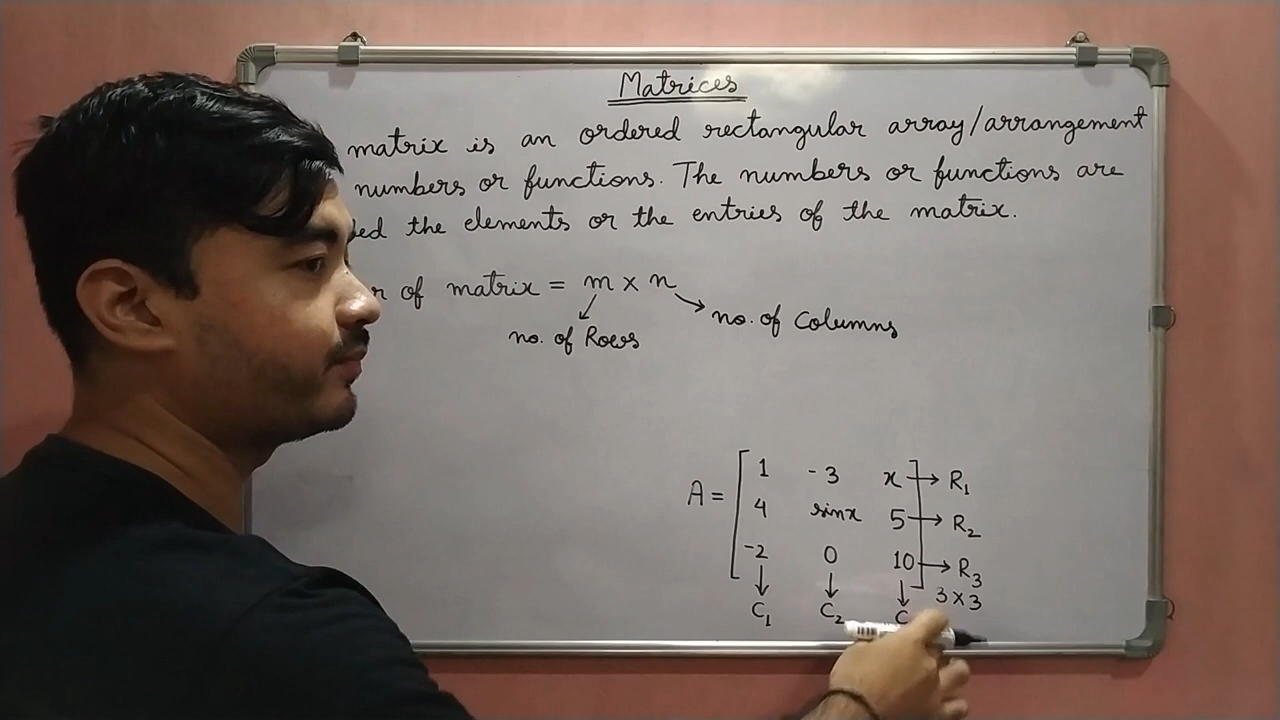 Matrices
matrix is an ordered rectangular array/arrangement
numbers or functions. The numbers or functions are
the elements or the entries of the matrix.
of matrix = m x n
no. of Rows
no. of Columns
A = [ 1 -3 x ] → R1
4 sinx 5 → R2
-2 0 10 → R3
3 x 3
C1 C2 C